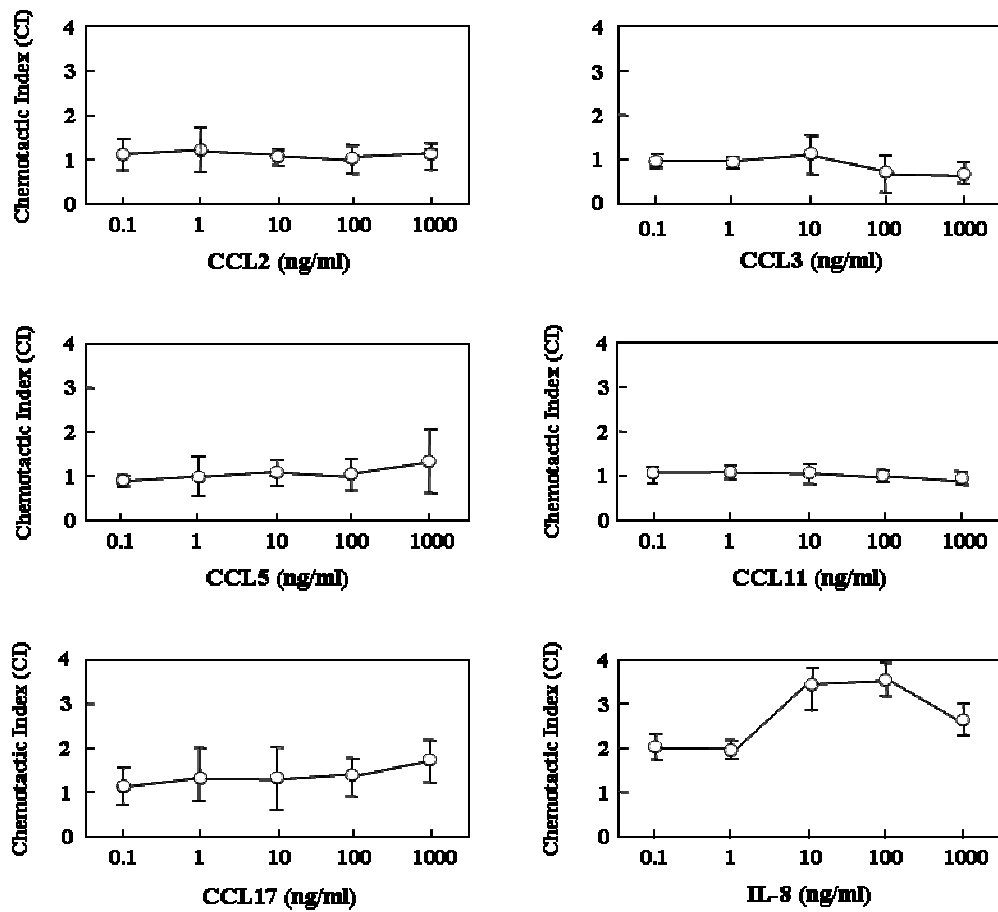 Chemotactic Index (CI)
4
3
2
1
0
0.1 1 10 100 1000
CCL2 (ng/ml)
Chemotactic Index (CI)
4
3
2
1
0
0.1 1 10 100 1000
CCL3 (ng/ml)
Chemotactic Index (CI)
4
3
2
1
0
0.1 1 10 100 1000
CCL5 (ng/ml)
Chemotactic Index (CI)
4
3
2
1
0
0.1 1 10 100 1000
CCL11 (ng/ml)
Chemotactic Index (CI)
4
3
2
1
0
0.1 1 10 100 1000
CCL17 (ng/ml)
Chemotactic Index (CI)
4
3
2
1
0
0.1 1 10 100 1000
IL-8 (ng/ml)